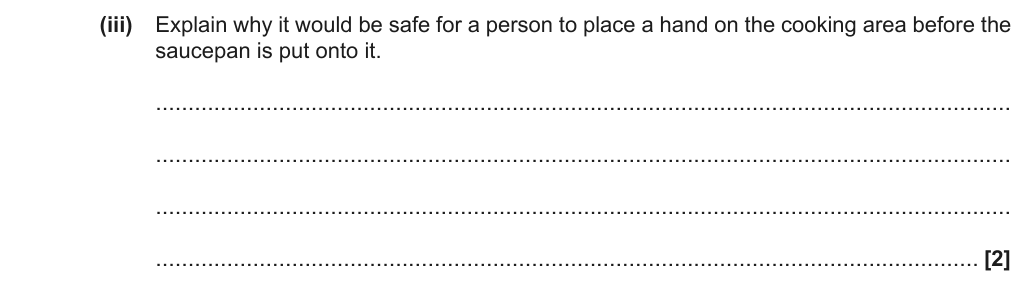 (iii) Explain why it would be safe for a person to place a hand on the cooking area before the
saucepan is put onto it.
....................................................................................................................................
....................................................................................................................................
....................................................................................................................................
............................................................................................................................... [2]